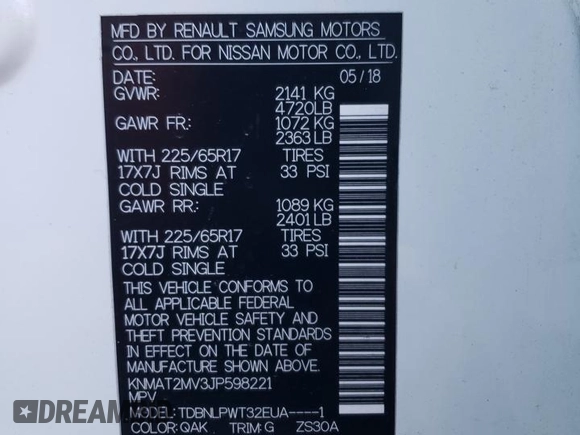 MFD BY RENAULT SAMSUNG MOTORS
CO., LTD. FOR NISSAN MOTOR CO., LTD.
DATE: 05/18
GVWR: 2141 KG
4720LB
GAWR FR: 1072 KG
2363 LB
WITH 225/65R17 TIRES
17X7J RIMS AT 33 PSI
COLD SINGLE
GAWR RR: 1089 KG
2401 LB
WITH 225/65R17 TIRES
17X7J RIMS AT 33 PSI
COLD SINGLE
THIS VEHICLE CONFORMS TO
ALL APPLICABLE FEDERAL
MOTOR VEHICLE SAFETY AND
THEFT PREVENTION STANDARDS
IN EFFECT ON THE DATE OF
MANUFACTURE SHOWN ABOVE.
KNMAT2MV3JP598221
MPV
MODEL: TDBNLPWT32EUA----1
COLOR: QAK TRIM: G ZS30A
DEALER
HISTORY.COM